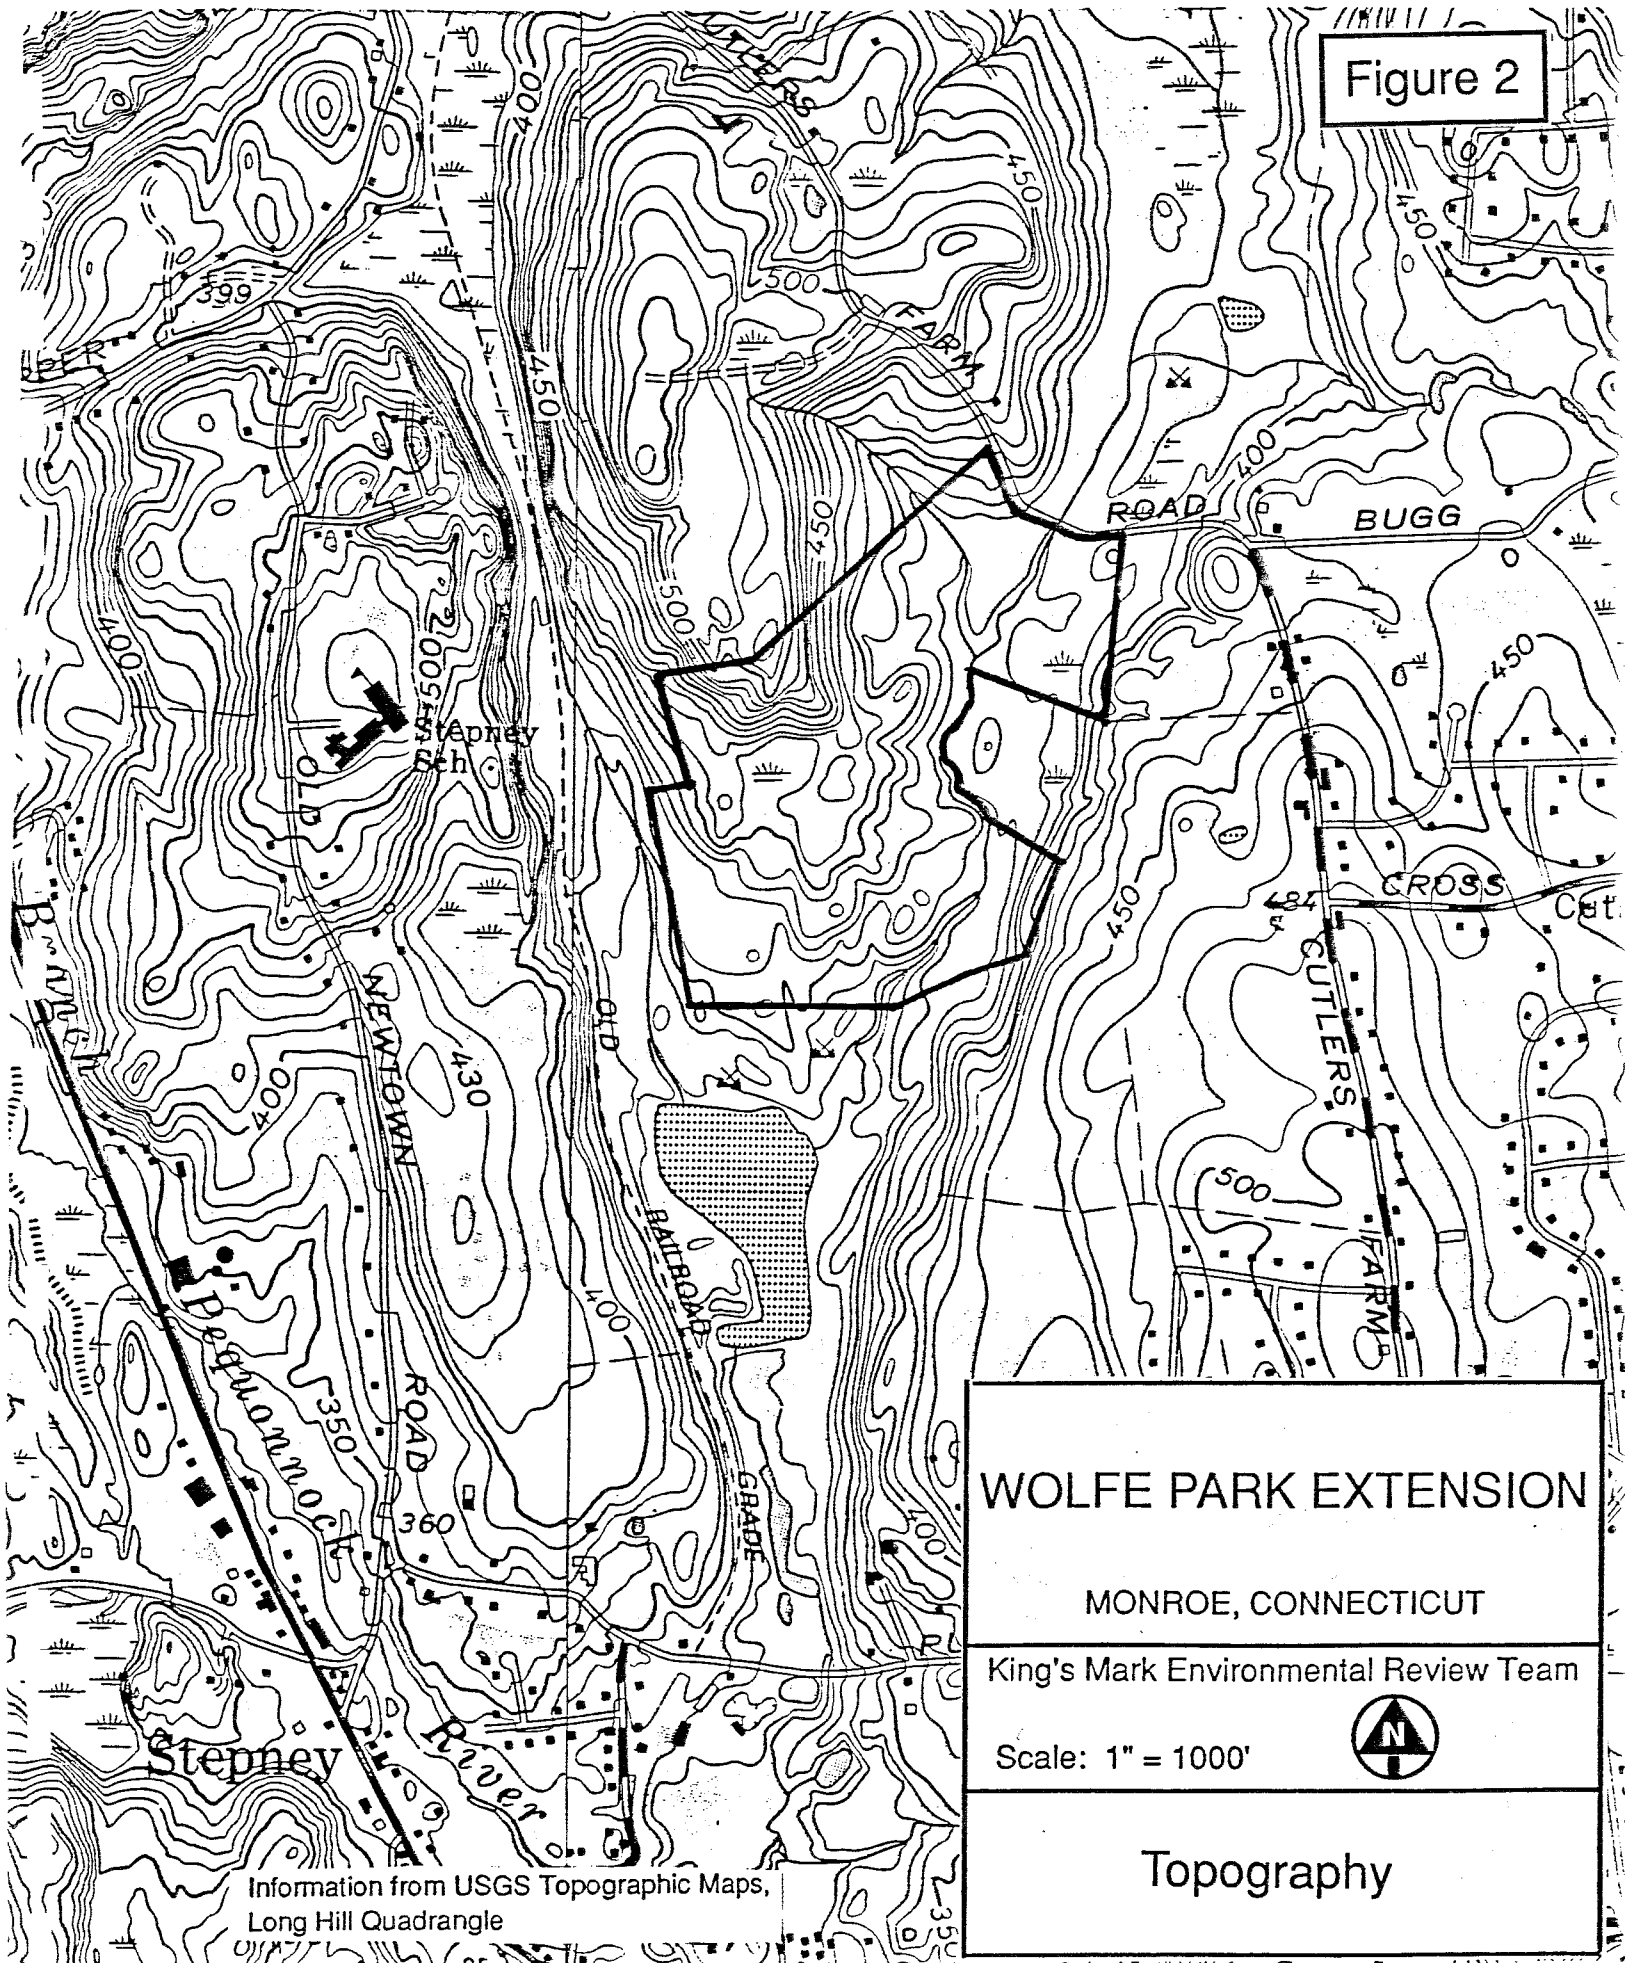 Figure 2
CUTLERS
400
450
450
399
500
FARM
450
400
ROAD
BUGG
450
500
400
500
450
Stepney
Sch
OLD
CROSS
484
450
Branch
NEWTOWN
OLD
CUTLERS
430
400
500
RAILROAD
FARM
400
Pequonnock
350
ROAD
GRADE
360
400
WOLFE PARK EXTENSION
MONROE, CONNECTICUT
King's Mark Environmental Review Team
N
Scale: 1" = 1000'
Stepney
River
Topography
Information from USGS Topographic Maps,
Long Hill Quadrangle